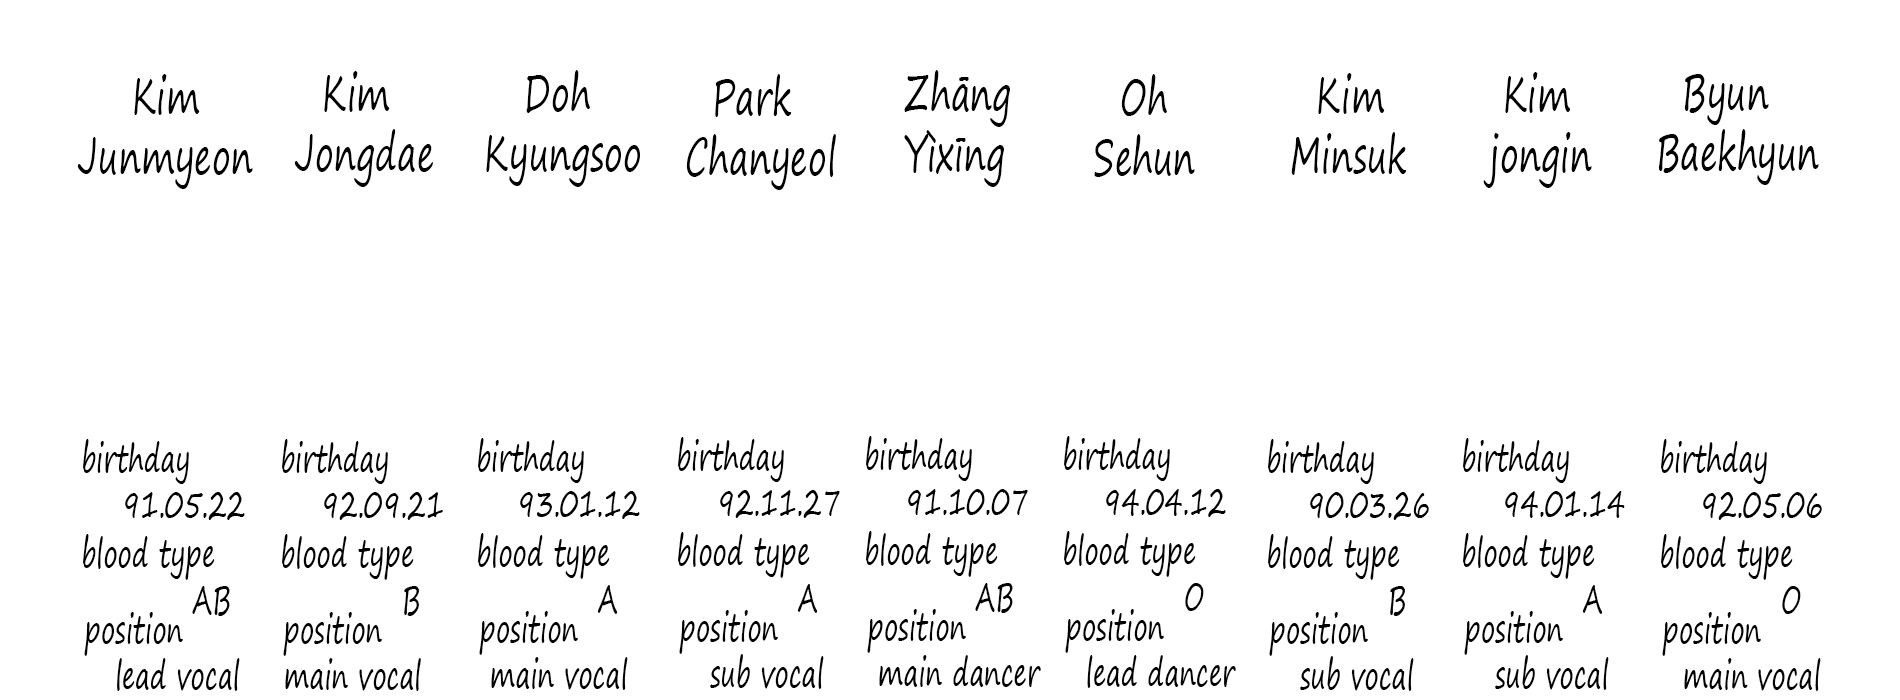 Kim Kim Doh Park Zhāng Oh Kim Kim Byun
Junmyeon Jongdae Kyungsoo Chanyeol Yìxīng Sehun Minsuk jongin Baekhyun
birthday birthday birthday birthday birthday birthday birthday birthday birthday
91.05.22 92.09.21 93.01.12 92.11.27 91.10.07 94.04.12 90.03.26 94.01.14 92.05.06
blood type blood type blood type blood type blood type blood type blood type blood type blood type
AB B A A AB O B A O
position position position position position position position position position
lead vocal main vocal main vocal sub vocal main dancer lead dancer sub vocal sub vocal main vocal